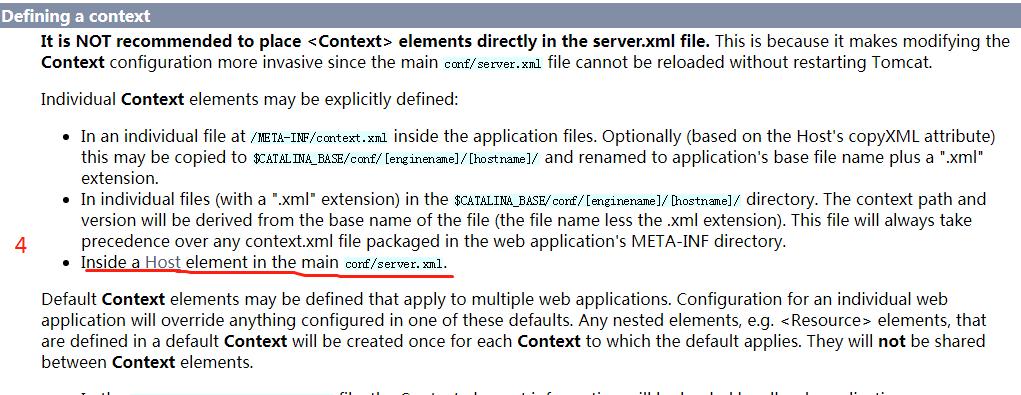 Defining a context
It is NOT recommended to place <Context> elements directly in the server.xml file. This is because it makes modifying the
Context configuration more invasive since the main conf/server.xml file cannot be reloaded without restarting Tomcat.
Individual Context elements may be explicitly defined:
• In an individual file at /META-INF/context.xml inside the application files. Optionally (based on the Host's copyXML attribute)
this may be copied to $CATALINA_BASE/conf/[enginename]/[hostname]/ and renamed to application's base file name plus a ".xml"
extension.
• In individual files (with a ".xml" extension) in the $CATALINA_BASE/conf/[enginename]/[hostname]/ directory. The context path and
version will be derived from the base name of the file (the file name less the .xml extension). This file will always take
precedence over any context.xml file packaged in the web application's META-INF directory.
4
• Inside a Host element in the main conf/server.xml.
Default Context elements may be defined that apply to multiple web applications. Configuration for an individual web
application will override anything configured in one of these defaults. Any nested elements, e.g. <Resource> elements, that
are defined in a default Context will be created once for each Context to which the default applies. They will not be shared
between Context elements.